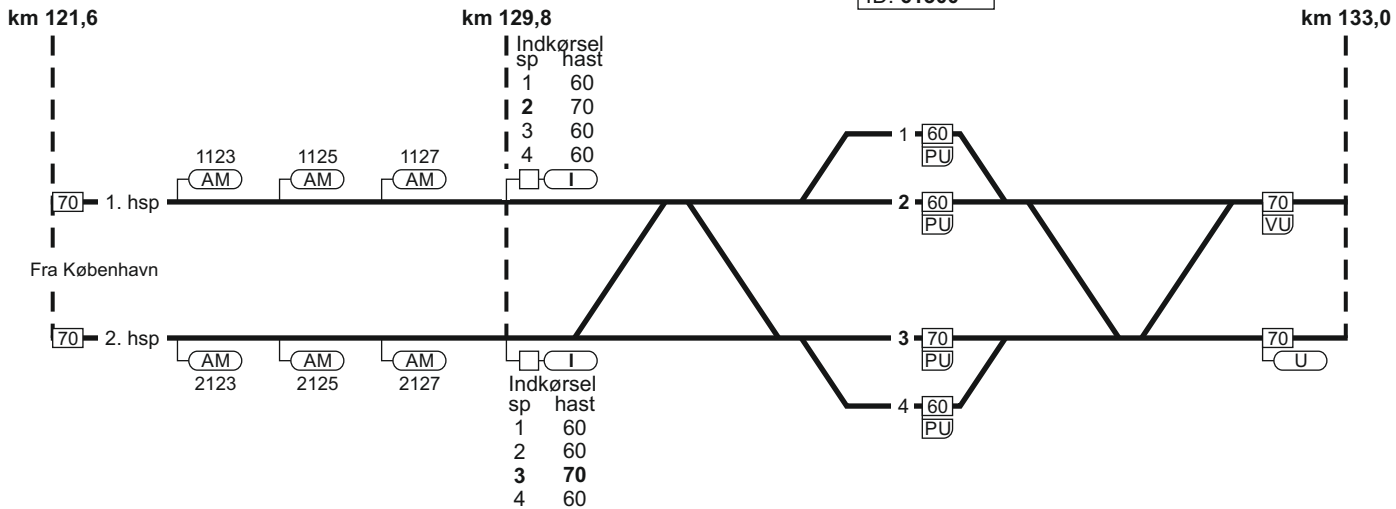 ID: 61500
km 121,6
km 129,8
km 133,0
Indkørsel
sp hast
1 60
2 70
3 60
4 60
1123
1125
1127
AM
AM
AM
I
1
60
PU
70
1. hsp
2
60
PU
70
VU
Fra København
70
2. hsp
3
70
PU
70
U
AM
AM
AM
2123
2125
2127
I
Indkørsel
sp hast
1 60
2 60
3 70
4 60
4
60
PU